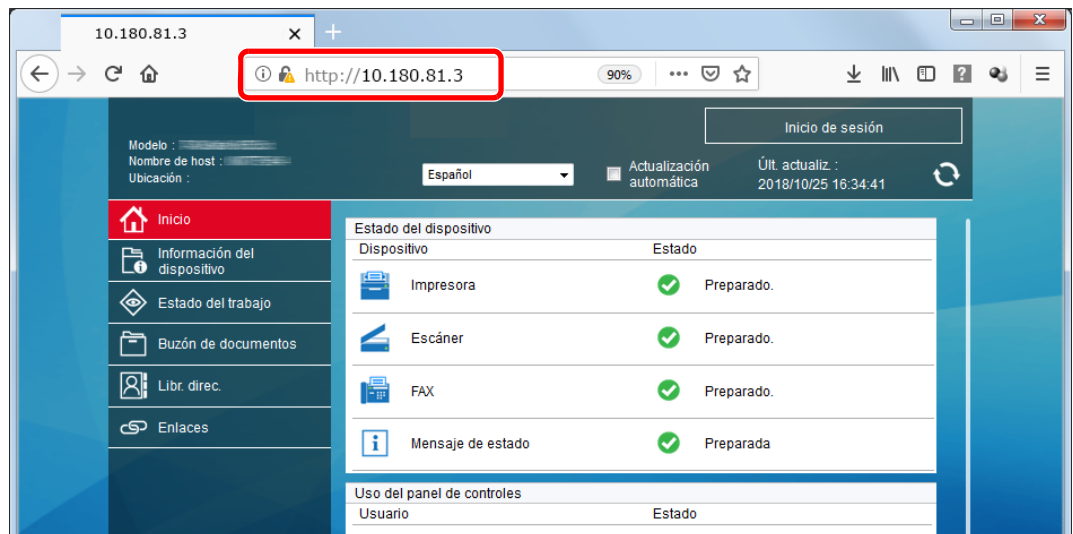 10.180.81.3
http://10.180.81.3
90%
Inicio de sesión
Modelo :
Nombre de host :
Ubicación :
Español
Actualización
automática
Últ. actualiz. :
2018/10/25 16:34:41
Inicio
Información del
dispositivo
Estado del trabajo
Buzón de documentos
Libr. direc.
Enlaces
Estado del dispositivo
Dispositivo Estado
Impresora Preparado.
Escáner Preparado.
FAX Preparado.
Mensaje de estado Preparada
Uso del panel de controles
Usuario Estado